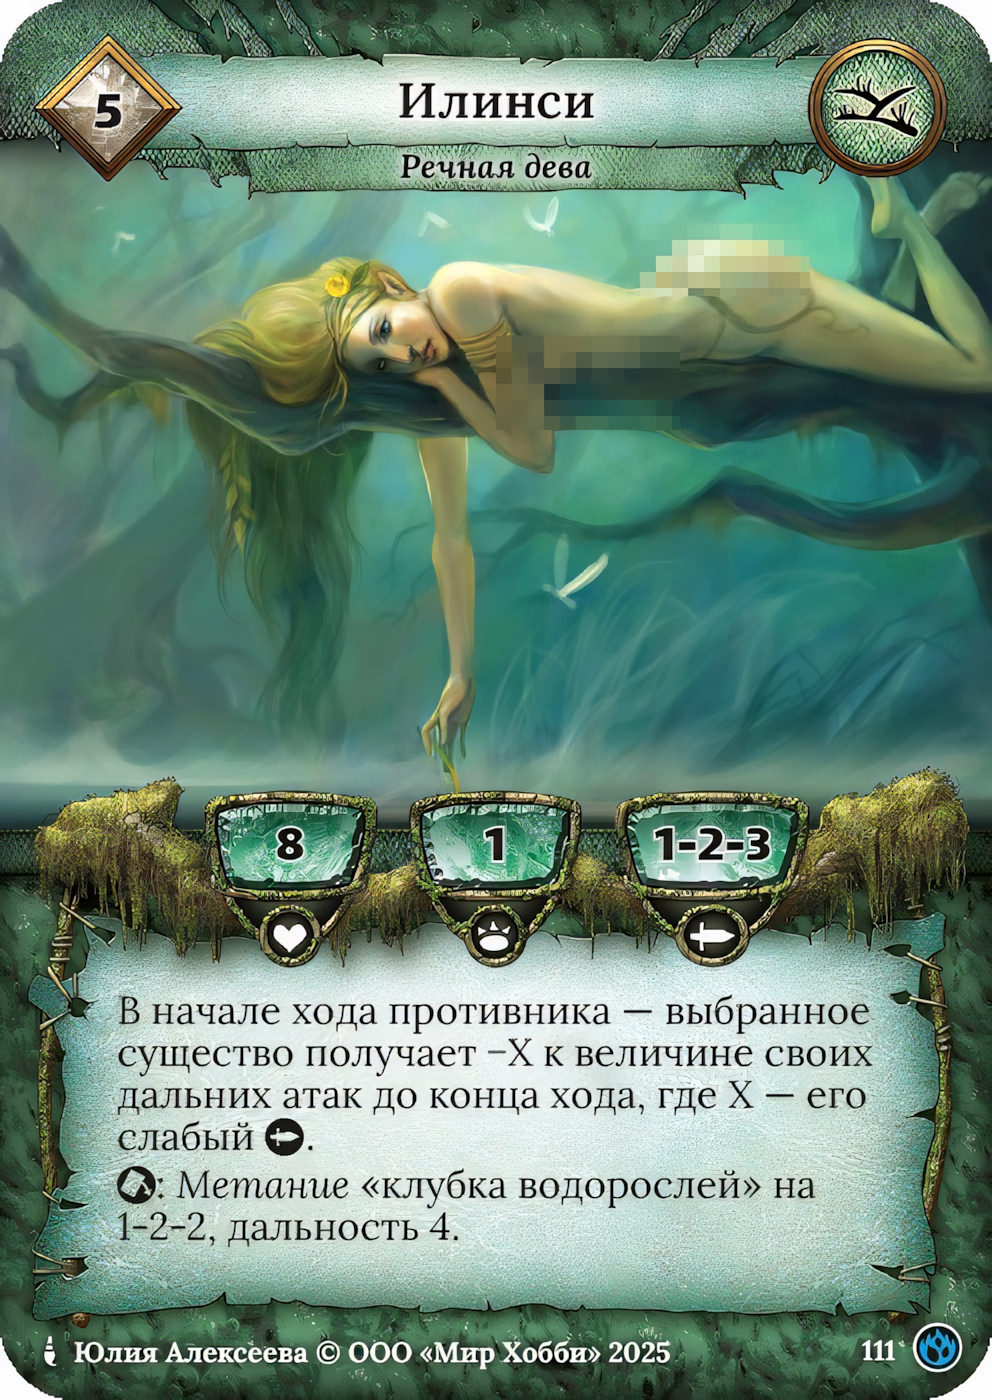 5
Илинси
Речная дева
8
1
1-2-3
В начале хода противника — выбранное
существо получает −X к величине своих
дальних атак до конца хода, где X — его
слабый .
: Метание «клубка водорослей» на
1-2-2, дальность 4.
Юлия Алексеева © ООО «Мир Хобби» 2025
111